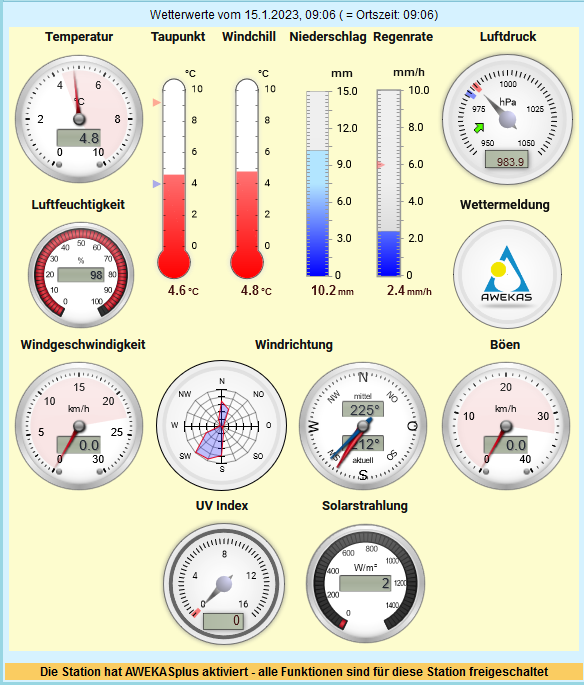 Wetterwerte vom 15.1.2023, 09:06 ( = Ortszeit: 09:06)
Temperatur Taupunkt Windchill Niederschlag Regenrate Luftdruck
°C °C mm mm/h
0 2 4 6 8 10
°C
4.8
10 8 6 4 2 0
4.6 °C
10 8 6 4 2 0
4.8 °C
15.0 12.0 9.0 6.0 3.0 0
10.2 mm
10.0 8.0 6.0 4.0 2.0 0
2.4 mm/h
950 975 1000 1025 1050
hPa
983.9
Luftfeuchtigkeit Wettermeldung
0 10 20 30 40 50 60 70 80 90 100
%
98
AWEKAS
Windgeschwindigkeit Windrichtung Böen
0 5 10 15 20 25 30
km/h
0.0
N NO O SO S SW W NW
N NO O SO S SW W NW
mittel
225°
212°
aktuell
0 10 20 30 40
km/h
0.0
UV Index Solarstrahlung
0 4 8 12 16
0
0 200 400 600 800 1000 1200 1400
W/m²
2
Die Station hat AWEKASplus aktiviert - alle Funktionen sind für diese Station freigeschaltet